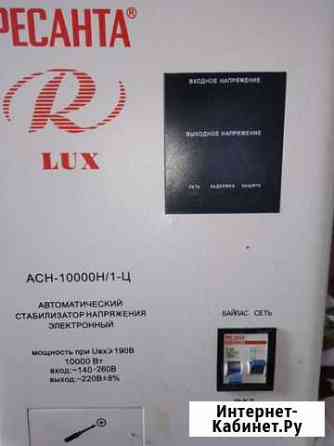 РЕСАНТА®
R
LUX
ВХОДНОЕ НАПРЯЖЕНИЕ
ВЫХОДНОЕ НАПРЯЖЕНИЕ
СЕТЬ ЗАДЕРЖКА ЗАЩИТА
АСН-10000Н/1-Ц
АВТОМАТИЧЕСКИЙ
СТАБИЛИЗАТОР НАПРЯЖЕНИЯ
ЭЛЕКТРОННЫЙ
БАЙПАС СЕТЬ
РЕСАНТА
мощность при Uвх≥190В
10000 Вт
вход:~140-260В
выход:~220В±8%
Интернет-
Кабинет.Ру